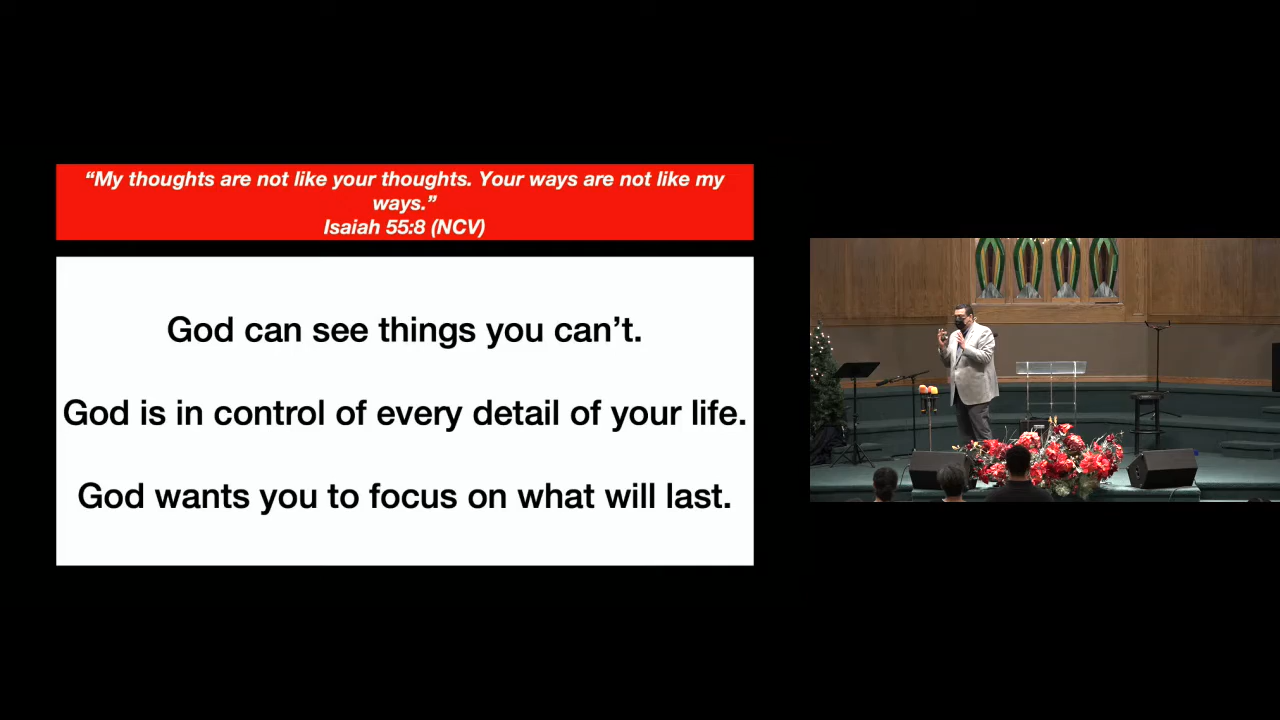 “My thoughts are not like your thoughts. Your ways are not like my
ways.”
Isaiah 55:8 (NCV)
God can see things you can’t.
God is in control of every detail of your life.
God wants you to focus on what will last.